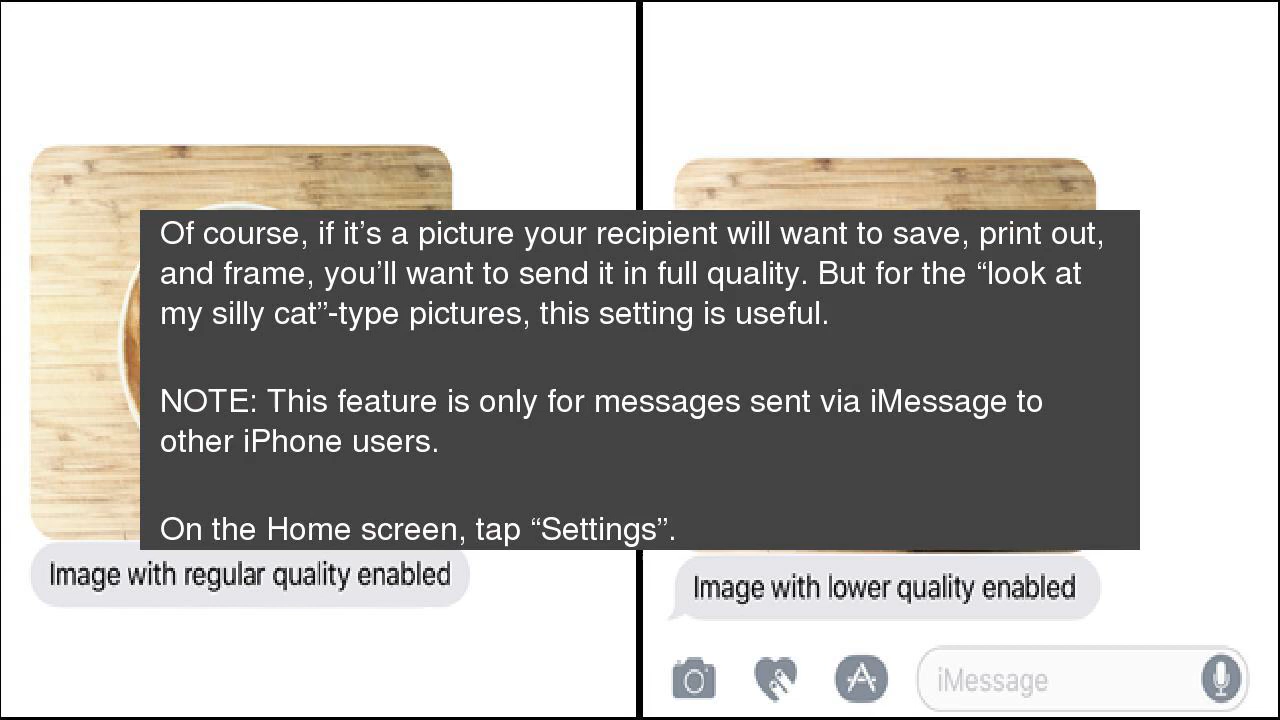 Of course, if it’s a picture your recipient will want to save, print out,
and frame, you’ll want to send it in full quality. But for the “look at
my silly cat”-type pictures, this setting is useful.
NOTE: This feature is only for messages sent via iMessage to
other iPhone users.
On the Home screen, tap “Settings”.
Image with regular quality enabled
Image with lower quality enabled
iMessage